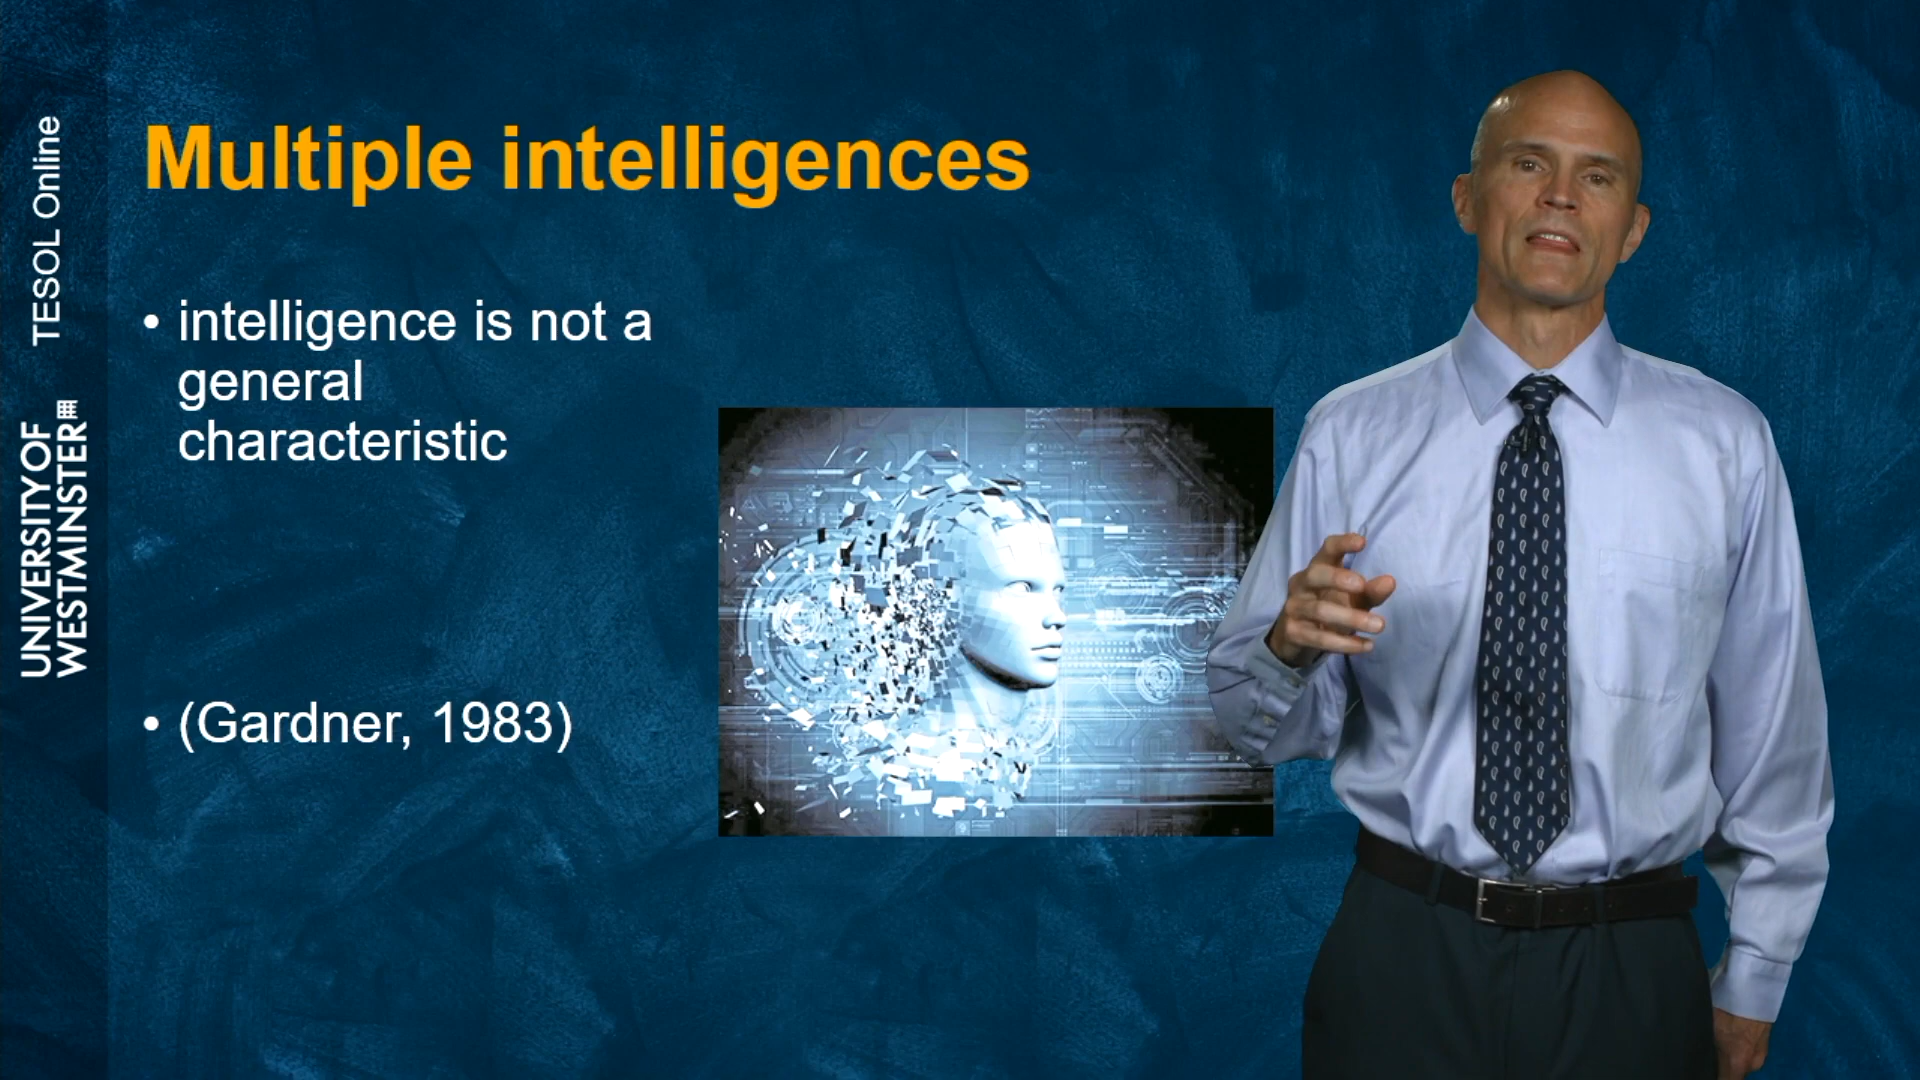 Multiple intelligences
• intelligence is not a
general
characteristic
• (Gardner, 1983)
TESOL Online
UNIVERSITY OF
WESTMINSTER